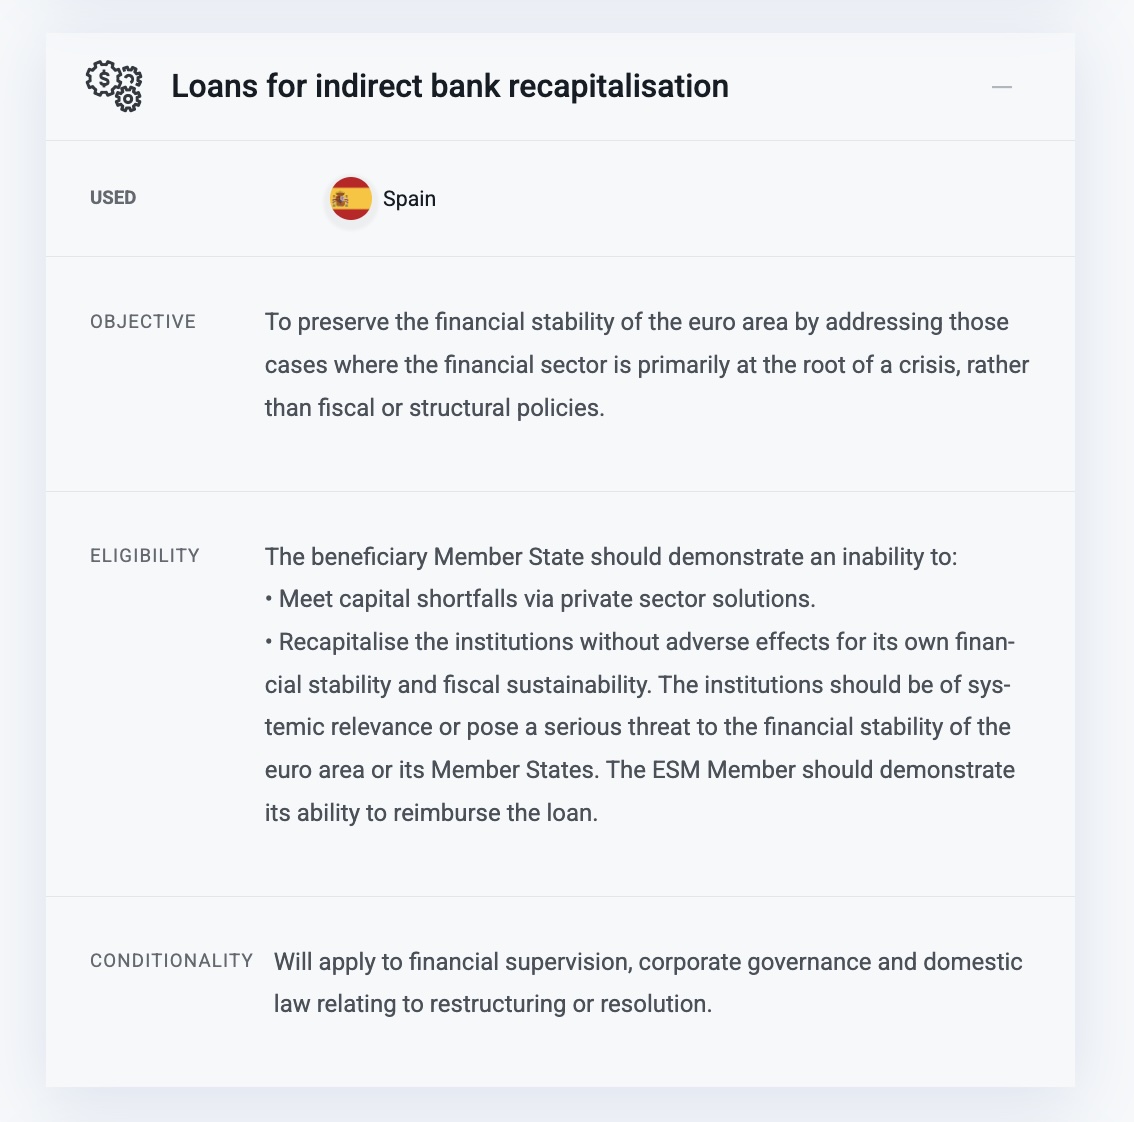 Loans for indirect bank recapitalisation
USED
Spain
OBJECTIVE
To preserve the financial stability of the euro area by addressing those
cases where the financial sector is primarily at the root of a crisis, rather
than fiscal or structural policies.
ELIGIBILITY
The beneficiary Member State should demonstrate an inability to:
• Meet capital shortfalls via private sector solutions.
• Recapitalise the institutions without adverse effects for its own finan-
cial stability and fiscal sustainability. The institutions should be of sys-
temic relevance or pose a serious threat to the financial stability of the
euro area or its Member States. The ESM Member should demonstrate
its ability to reimburse the loan.
CONDITIONALITY
Will apply to financial supervision, corporate governance and domestic
law relating to restructuring or resolution.